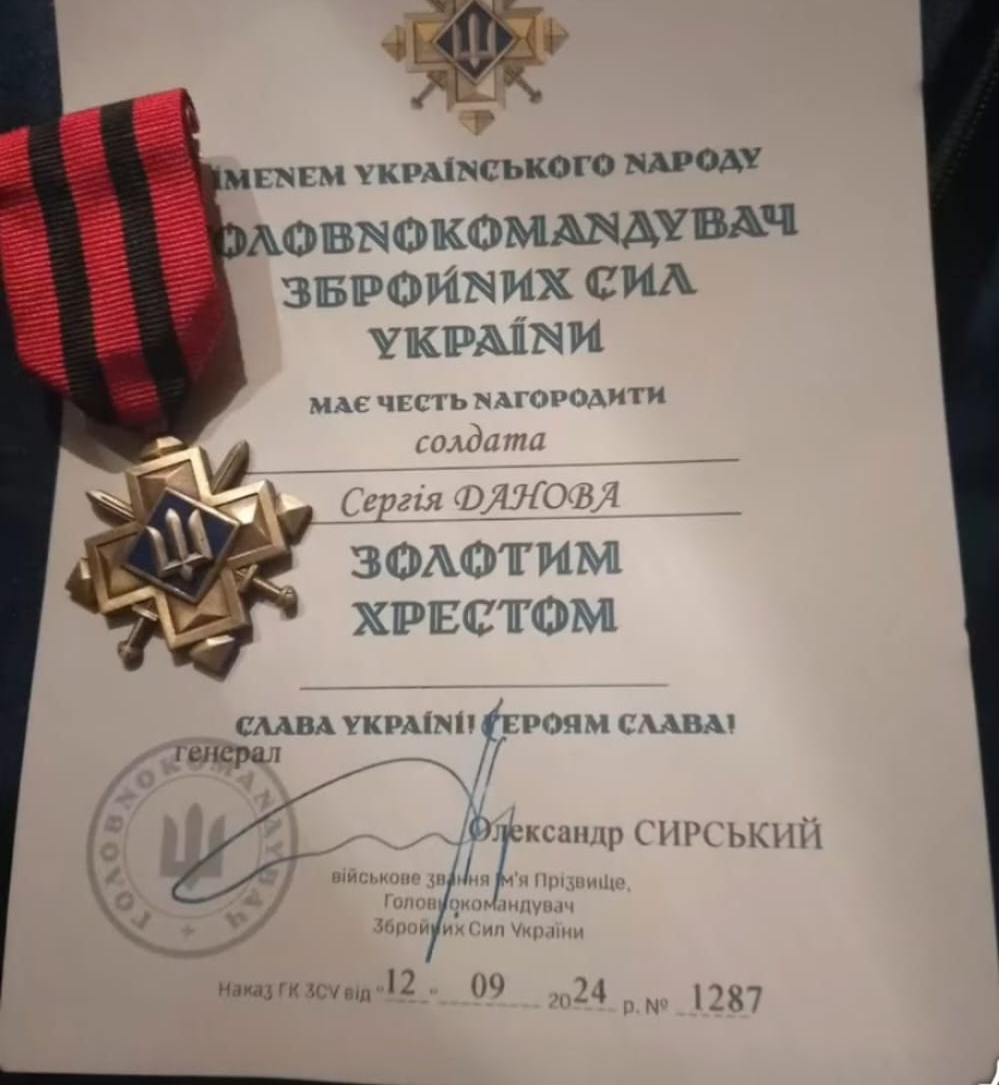 ІМЕНЕМ УКРАЇНСЬКОГО НАРОДУ
ГОЛОВНОКОМАНДУВАЧ
ЗБРОЙНИХ СИЛ
УКРАЇНИ
МАЄ ЧЕСТЬ НАГОРОДИТИ
солдата
Сергія ДАНОВА
ЗОЛОТИМ
ХРЕСТОМ
СЛАВА УКРАЇНІ! ГЕРОЯМ СЛАВА!
генерал
ГОЛОВНОКОМАНДУВАЧ
Олександр СИРСЬКИЙ
військове звання Ім'я Прізвище,
Головнокомандувач
Збройних Сил України
Наказ ГК ЗСУ від "12" 09 2024 р. № 1287